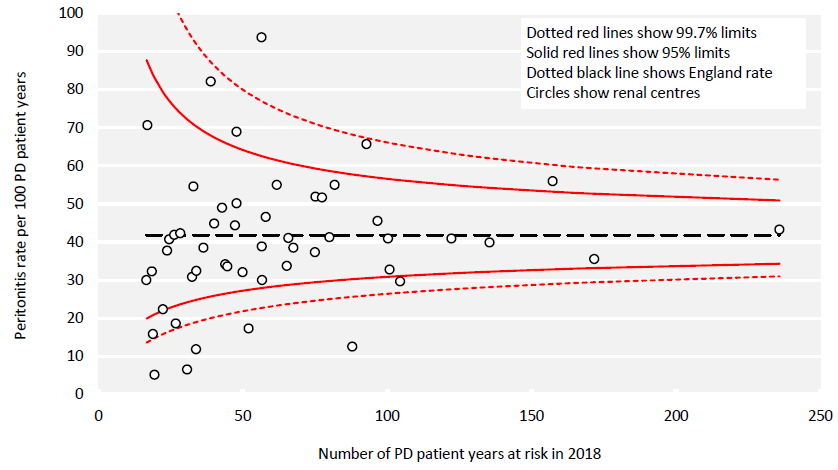 100
90
80
70
60
50
40
30
20
10
0
Peritonitis rate per 100 PD patient years
Dotted red lines show 99.7% limits
Solid red lines show 95% limits
Dotted black line shows England rate
Circles show renal centres
0 50 100 150 200 250
Number of PD patient years at risk in 2018